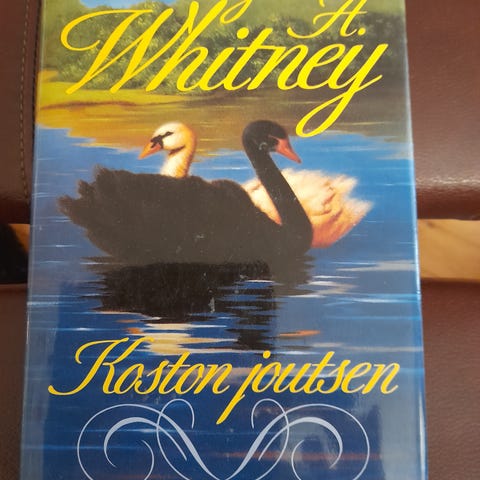 A.
Whitney
Koston joutsen